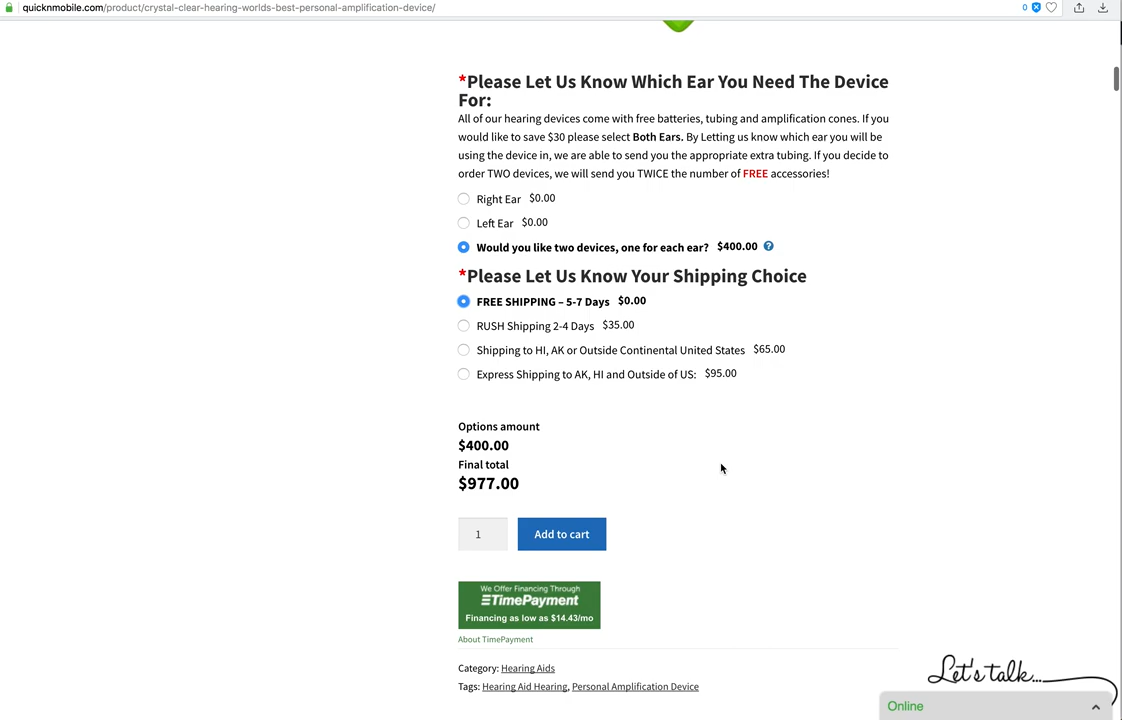 quicknmobile.com/product/crystal-clear-hearing-worlds-best-personal-amplification-device/
0
*Please Let Us Know Which Ear You Need The Device
For:
All of our hearing devices come with free batteries, tubing and amplification cones. If you
would like to save $30 please select Both Ears. By Letting us know which ear you will be
using the device in, we are able to send you the appropriate extra tubing. If you decide to
order TWO devices, we will send you TWICE the number of FREE accessories!
Right Ear $0.00
Left Ear $0.00
Would you like two devices, one for each ear? $400.00 ?
*Please Let Us Know Your Shipping Choice
FREE SHIPPING – 5-7 Days $0.00
RUSH Shipping 2-4 Days $35.00
Shipping to HI, AK or Outside Continental United States $65.00
Express Shipping to AK, HI and Outside of US: $95.00
Options amount
$400.00
Final total
$977.00
1 Add to cart
We Offer Financing Through
TimePayment
Financing as low as $14.43/mo
About TimePayment
Category: Hearing Aids
Tags: Hearing Aid Hearing, Personal Amplification Device
Let's talk...
Online